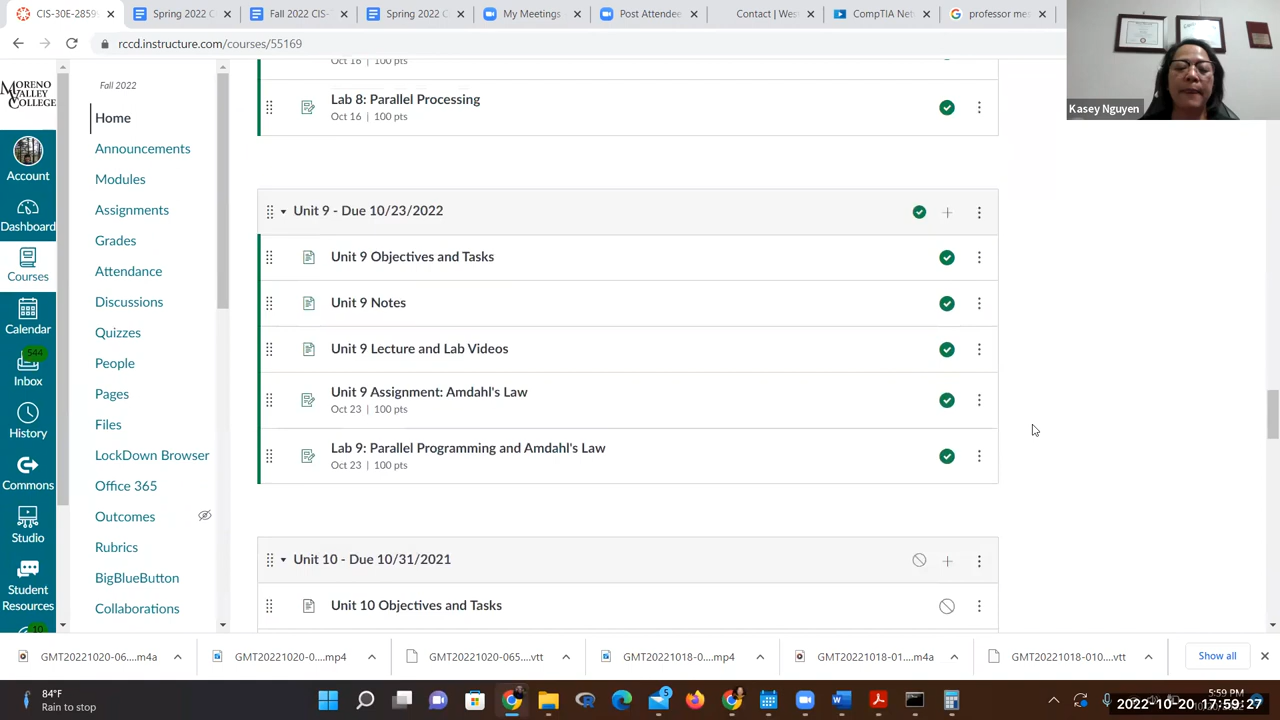 CIS-30E-2859
Spring 2022 C
Fall 2022 CIS
Spring 2022
My Meetings
Post Attendee
Contact | West
CompTIA Net
professor me
rccd.instructure.com/courses/55169
Kasey Nguyen
MORENO
VALLEY
COLLEGE
Account
Dashboard
Courses
Calendar
544
Inbox
History
Commons
Studio
Student
Resources
10
Fall 2022
Home
Announcements
Modules
Assignments
Grades
Attendance
Discussions
Quizzes
People
Pages
Files
LockDown Browser
Office 365
Outcomes
Rubrics
BigBlueButton
Collaborations
Oct 16 | 100 pts
Lab 8: Parallel Processing
Oct 16 | 100 pts
Unit 9 - Due 10/23/2022
Unit 9 Objectives and Tasks
Unit 9 Notes
Unit 9 Lecture and Lab Videos
Unit 9 Assignment: Amdahl's Law
Oct 23 | 100 pts
Lab 9: Parallel Programming and Amdahl's Law
Oct 23 | 100 pts
Unit 10 - Due 10/31/2021
Unit 10 Objectives and Tasks
GMT20221020-06....m4a
GMT20221020-0....mp4
GMT20221020-065....vtt
GMT20221018-0....mp4
GMT20221018-01....m4a
GMT20221018-010....vtt
Show all
84°F
Rain to stop
5
5:59 PM
2022-10-20 17:59:27